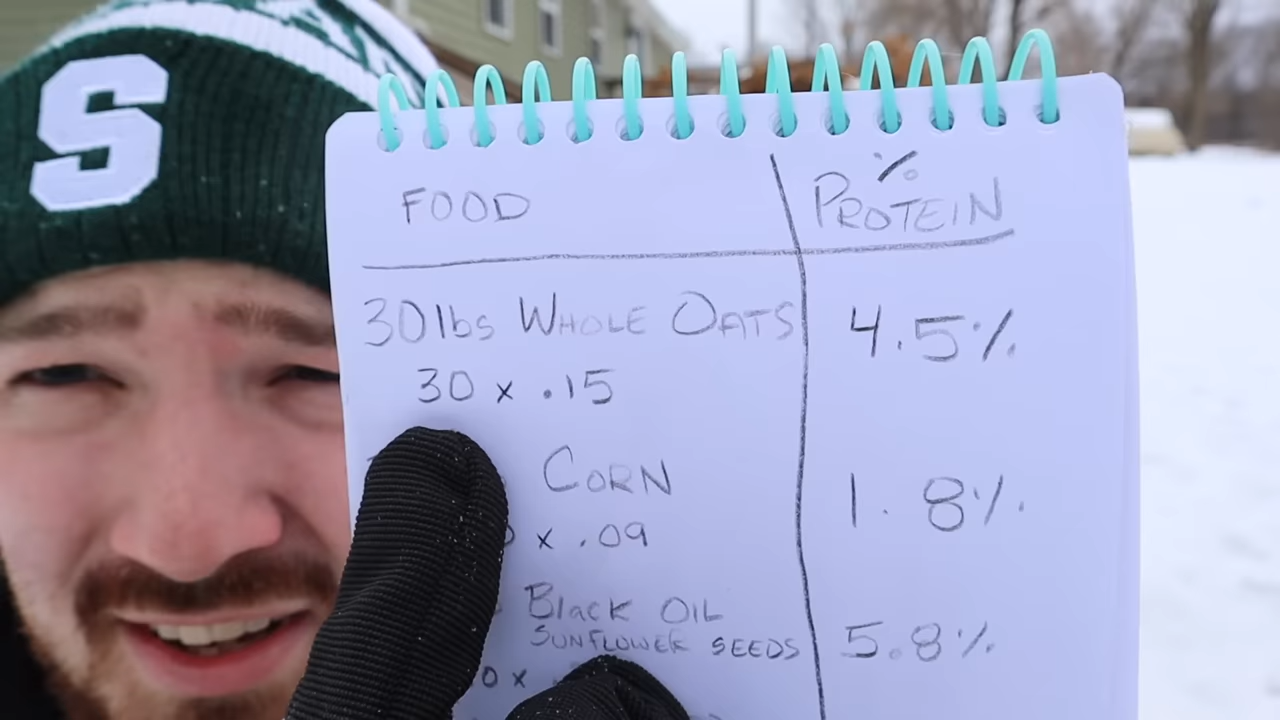 S
FOOD
% PROTEIN
30lbs WHOLE OATS
4.5%
30 x .15
CORN
1.8%
x .09
Black OIL
SUNFLOWER SEEDS
5.8%
0 x